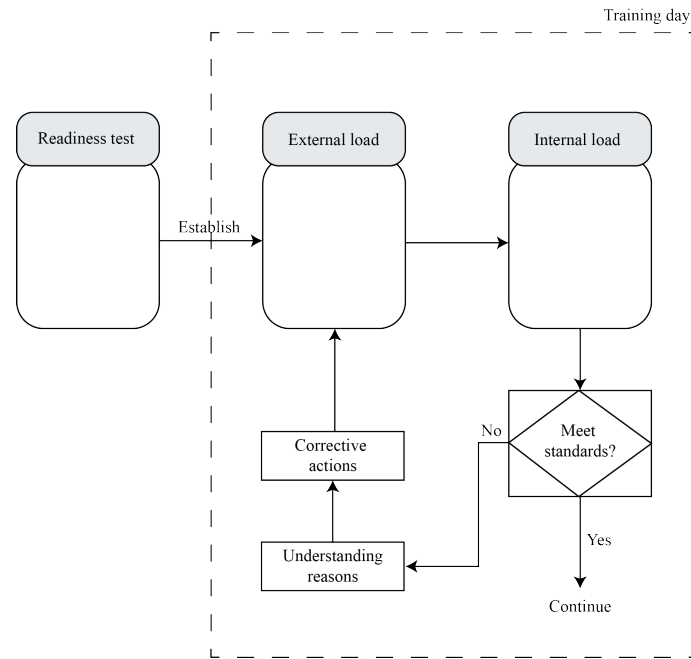 Training day
Readiness test
External load
Internal load
Establish
No
Meet
standards?
Corrective
actions
Understanding
reasons
Yes
Continue